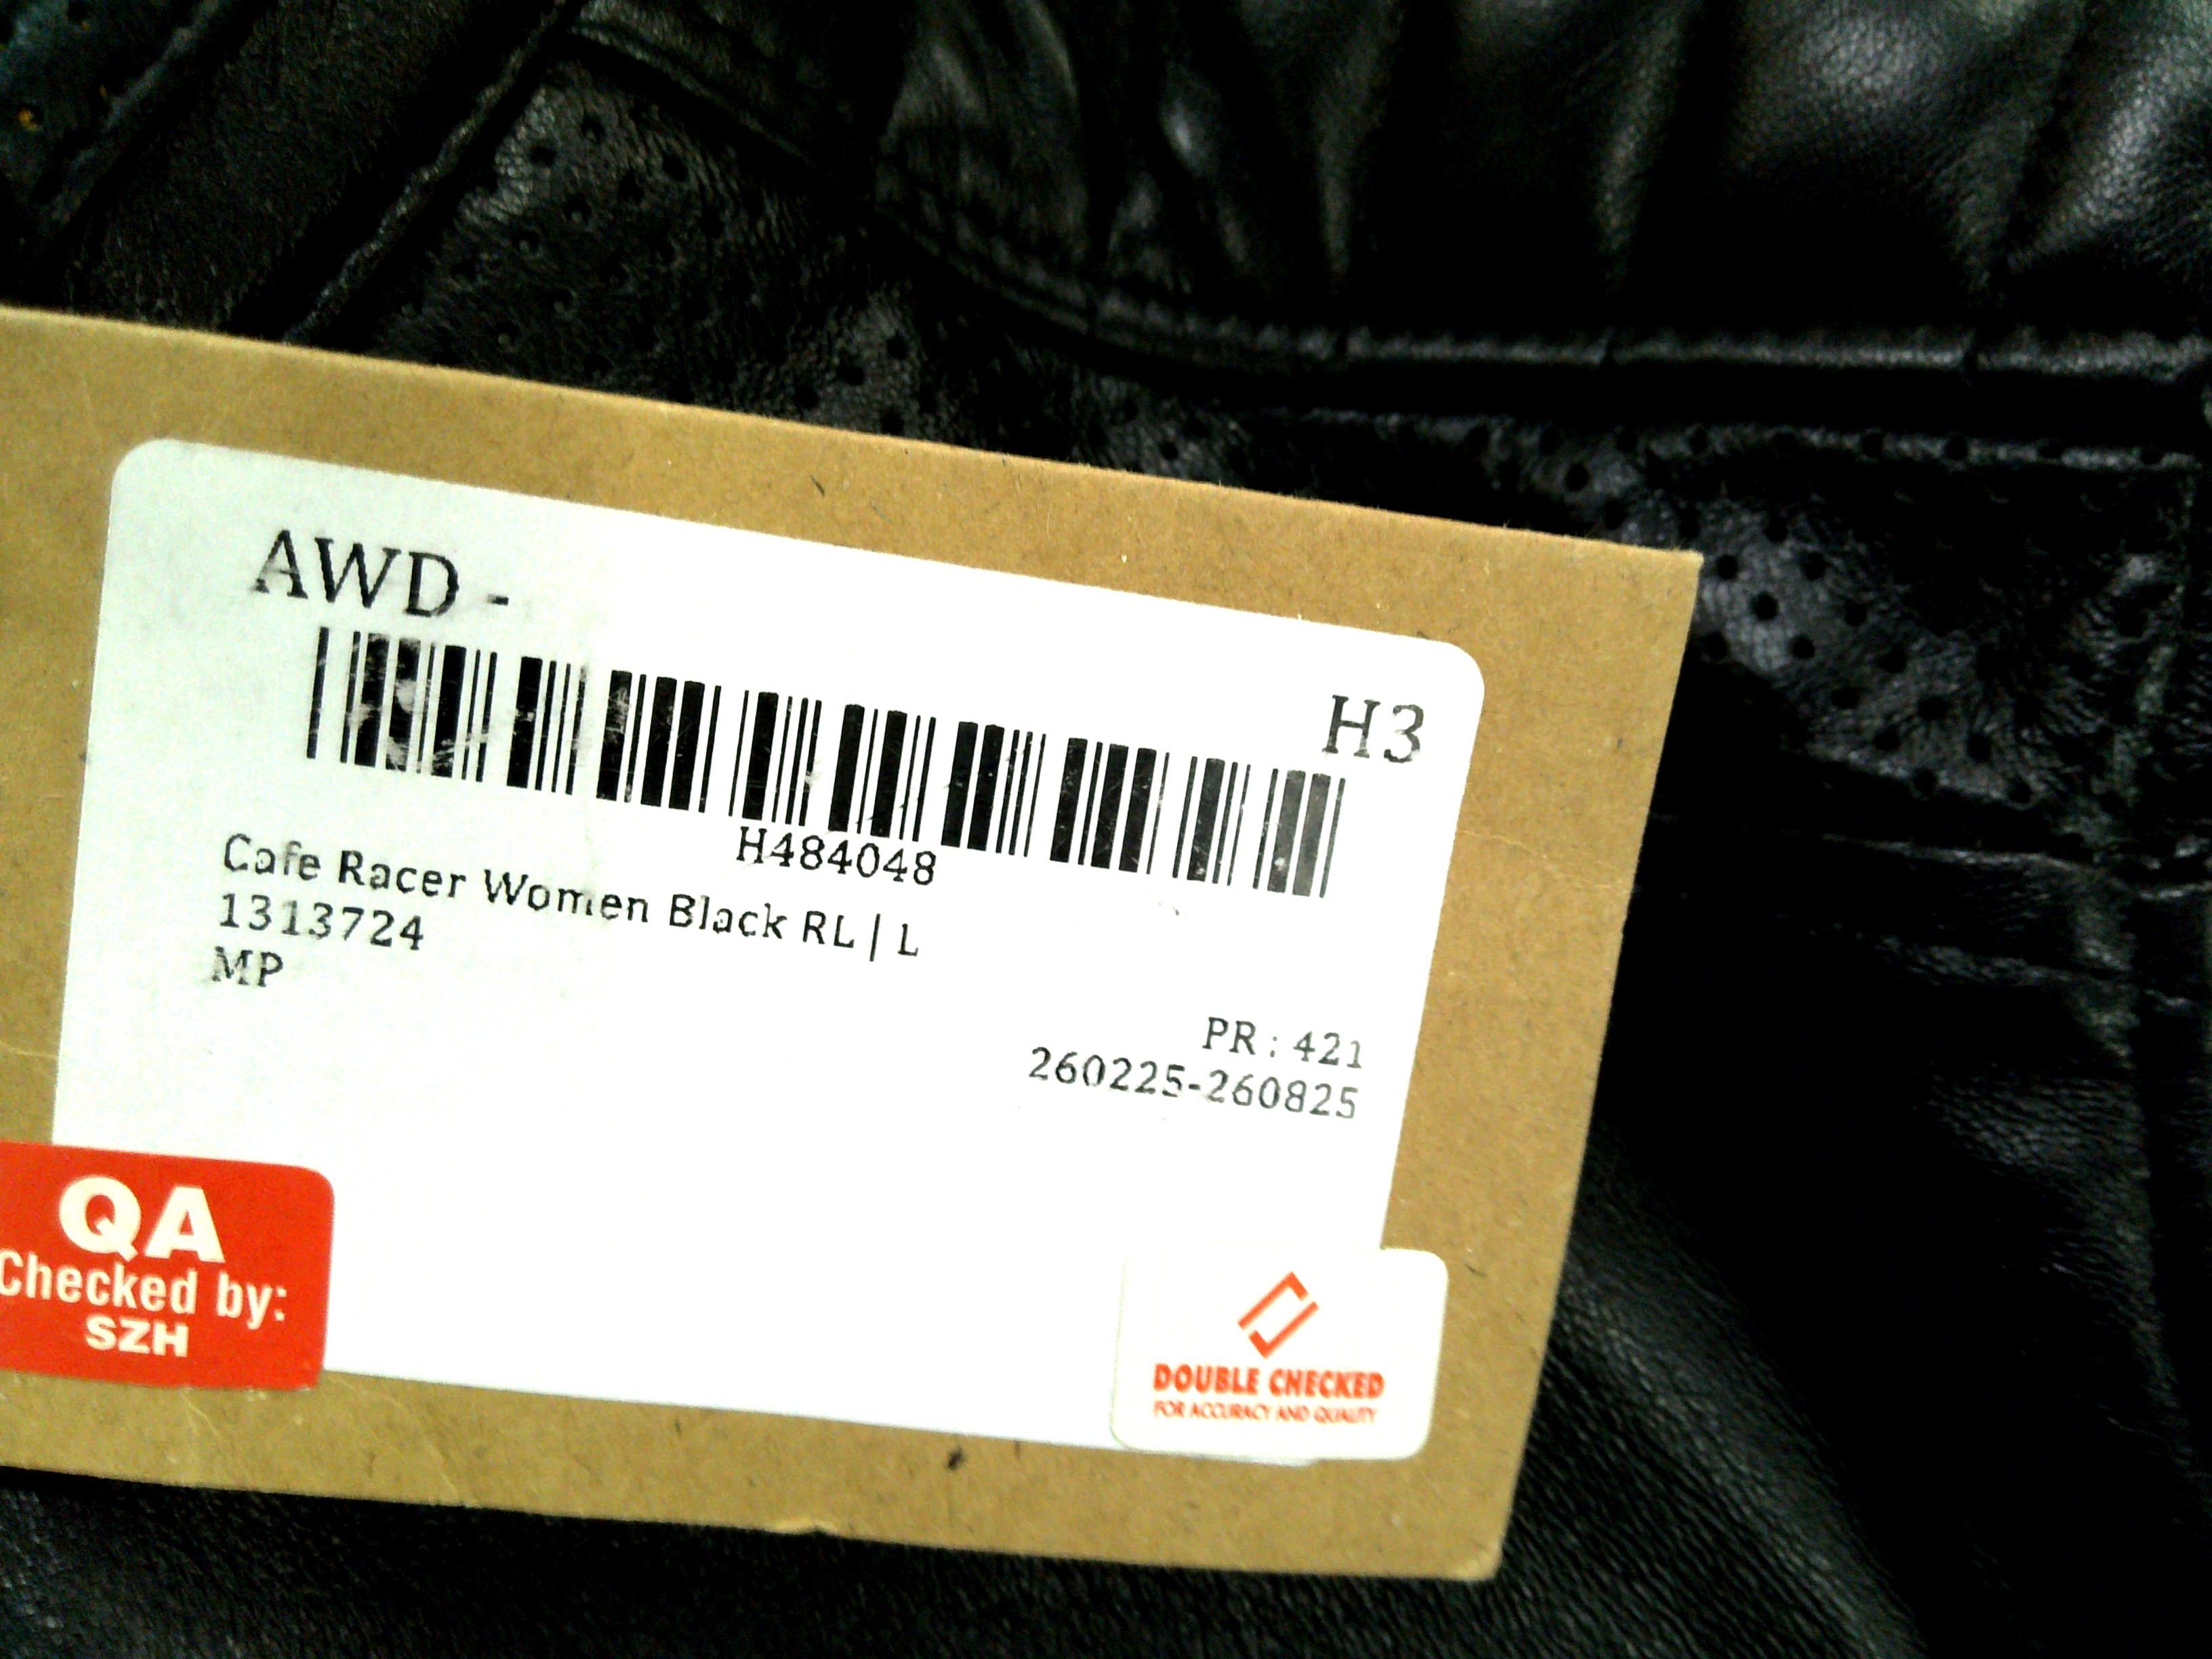 AWD -
H3
H484048
Cafe Racer Women Black RL | L
1313724
MP
PR : 421
260225-260825
QA
Checked by:
SZH
DOUBLE CHECKED
FOR ACCURACY AND QUALITY